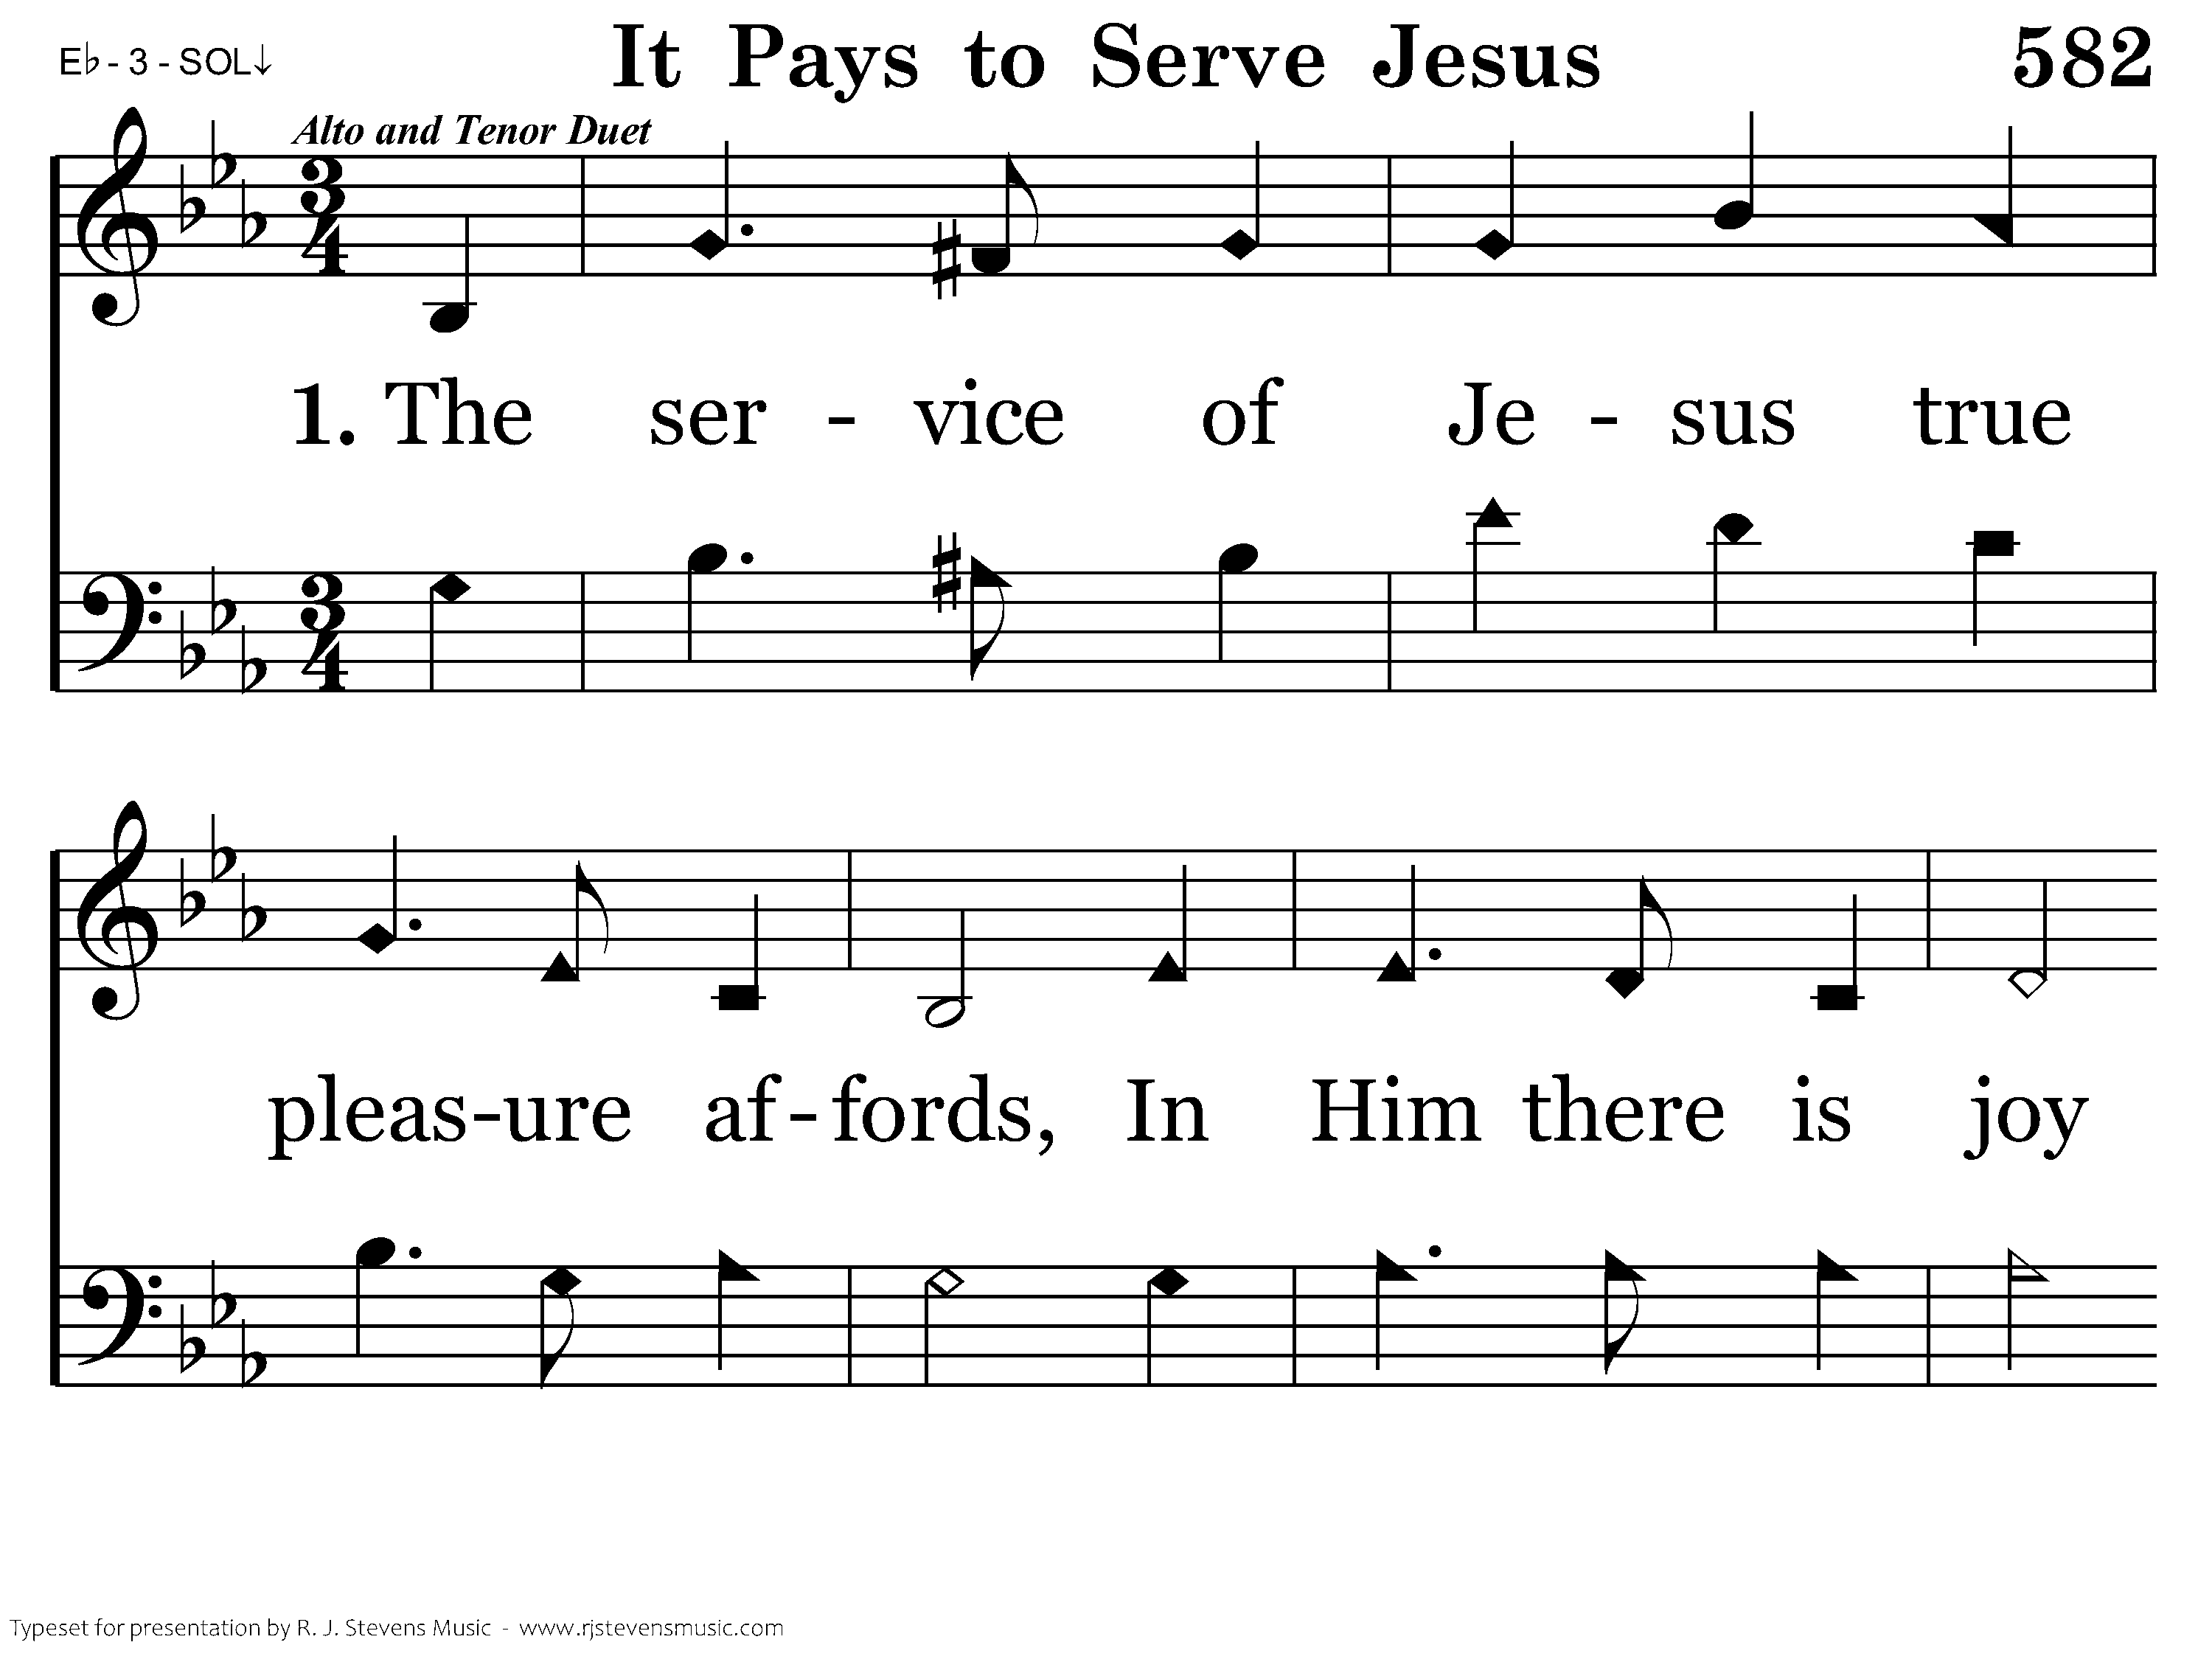 E♭ - 3 - SOL↓ It Pays to Serve Jesus 582
Alto and Tenor Duet
3
4
1. The ser - vice of Je - sus true
3
4
pleas-ure af - fords, In Him there is joy
Typeset for presentation by R. J. Stevens Music - www.rjstevensmusic.com